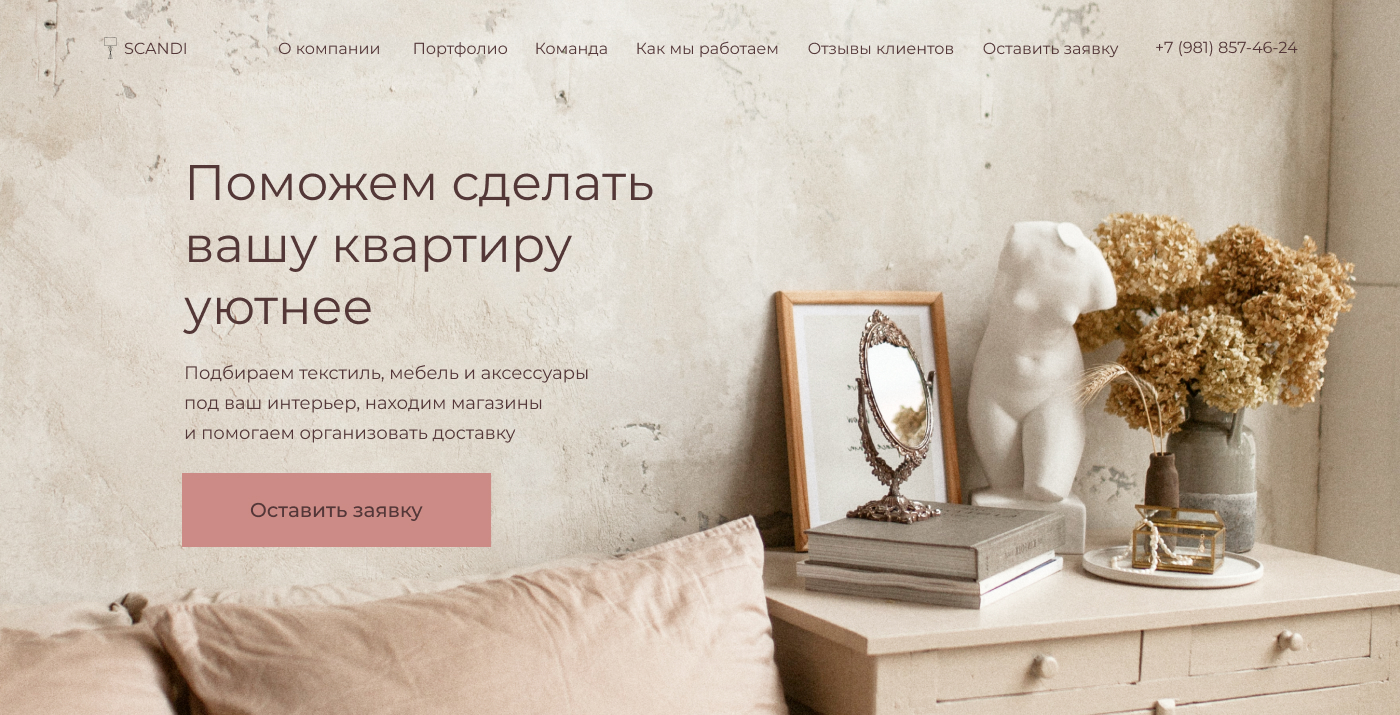 SCANDI О компании Портфолио Команда Как мы работаем Отзывы клиентов Оставить заявку +7 (981) 857-46-24
Поможем сделать
вашу квартиру
уютнее
Подбираем текстиль, мебель и аксессуары
под ваш интерьер, находим магазины
и помогаем организовать доставку
Оставить заявку